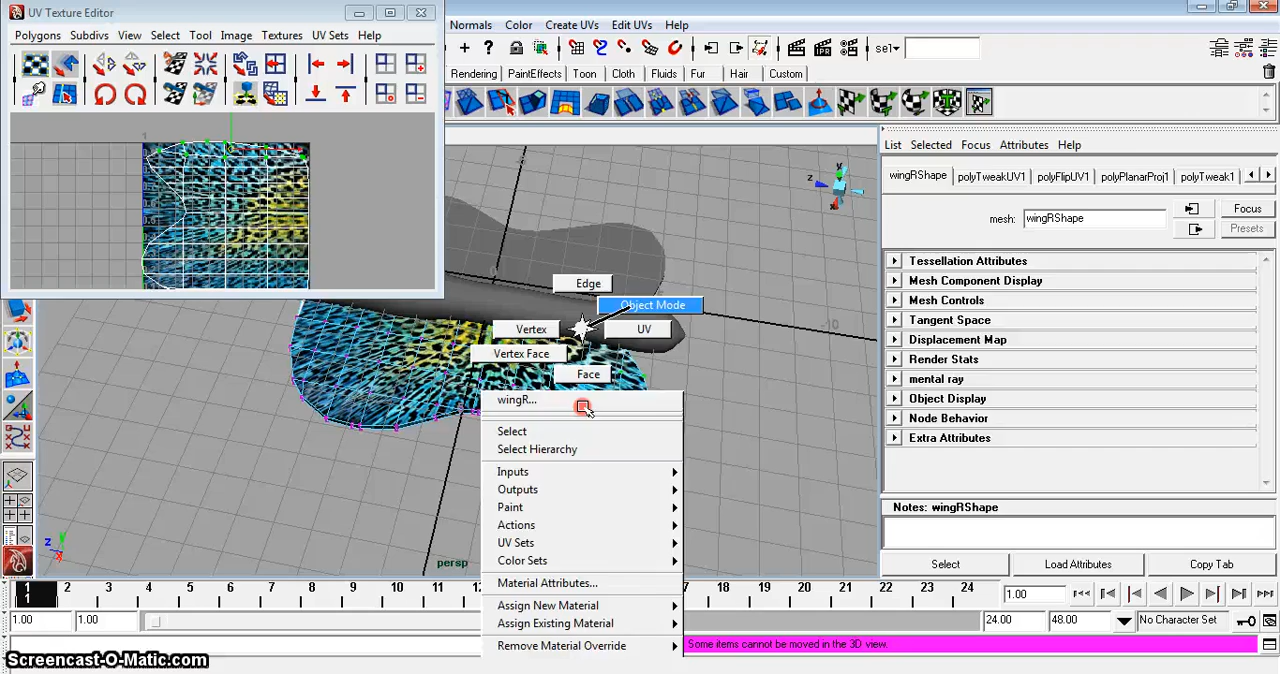 UV Texture Editor
Polygons Subdivs View Select Tool Image Textures UV Sets Help
Normals Color Create UVs Edit UVs Help
sel
Rendering PaintEffects Toon Cloth Fluids Fur Hai Custom
List Selected Focus Attributes Help
wingRShape polyTweakUV1 polyFlipUV1 polyPlanarProj1 polyTweak1
mesh: wingRShape
Focus
Presets
Tessellation Attributes
Mesh Component Display
Mesh Controls
Tangent Space
Displacement Map
Render Stats
mental ray
Object Display
Node Behavior
Extra Attributes
Notes: wingRShape
Select Load Attributes Copy Tab
Edge
Object Mode
Vertex UV
Vertex Face
Face
wingR...
Select
Select Hierarchy
Inputs
Outputs
Paint
Actions
UV Sets
Color Sets
Material Attributes...
Assign New Material
Assign Existing Material
Remove Material Override
-10
y
z
x
z y
x
persp
1 2 3 4 5 6 7 8 9 10 11 12 13 18 19 20 21 22 23 24
1.00
1.00 1.00 24.00 48.00 No Character Set
Some items cannot be moved in the 3D view.
Screencast-O-Matic.com